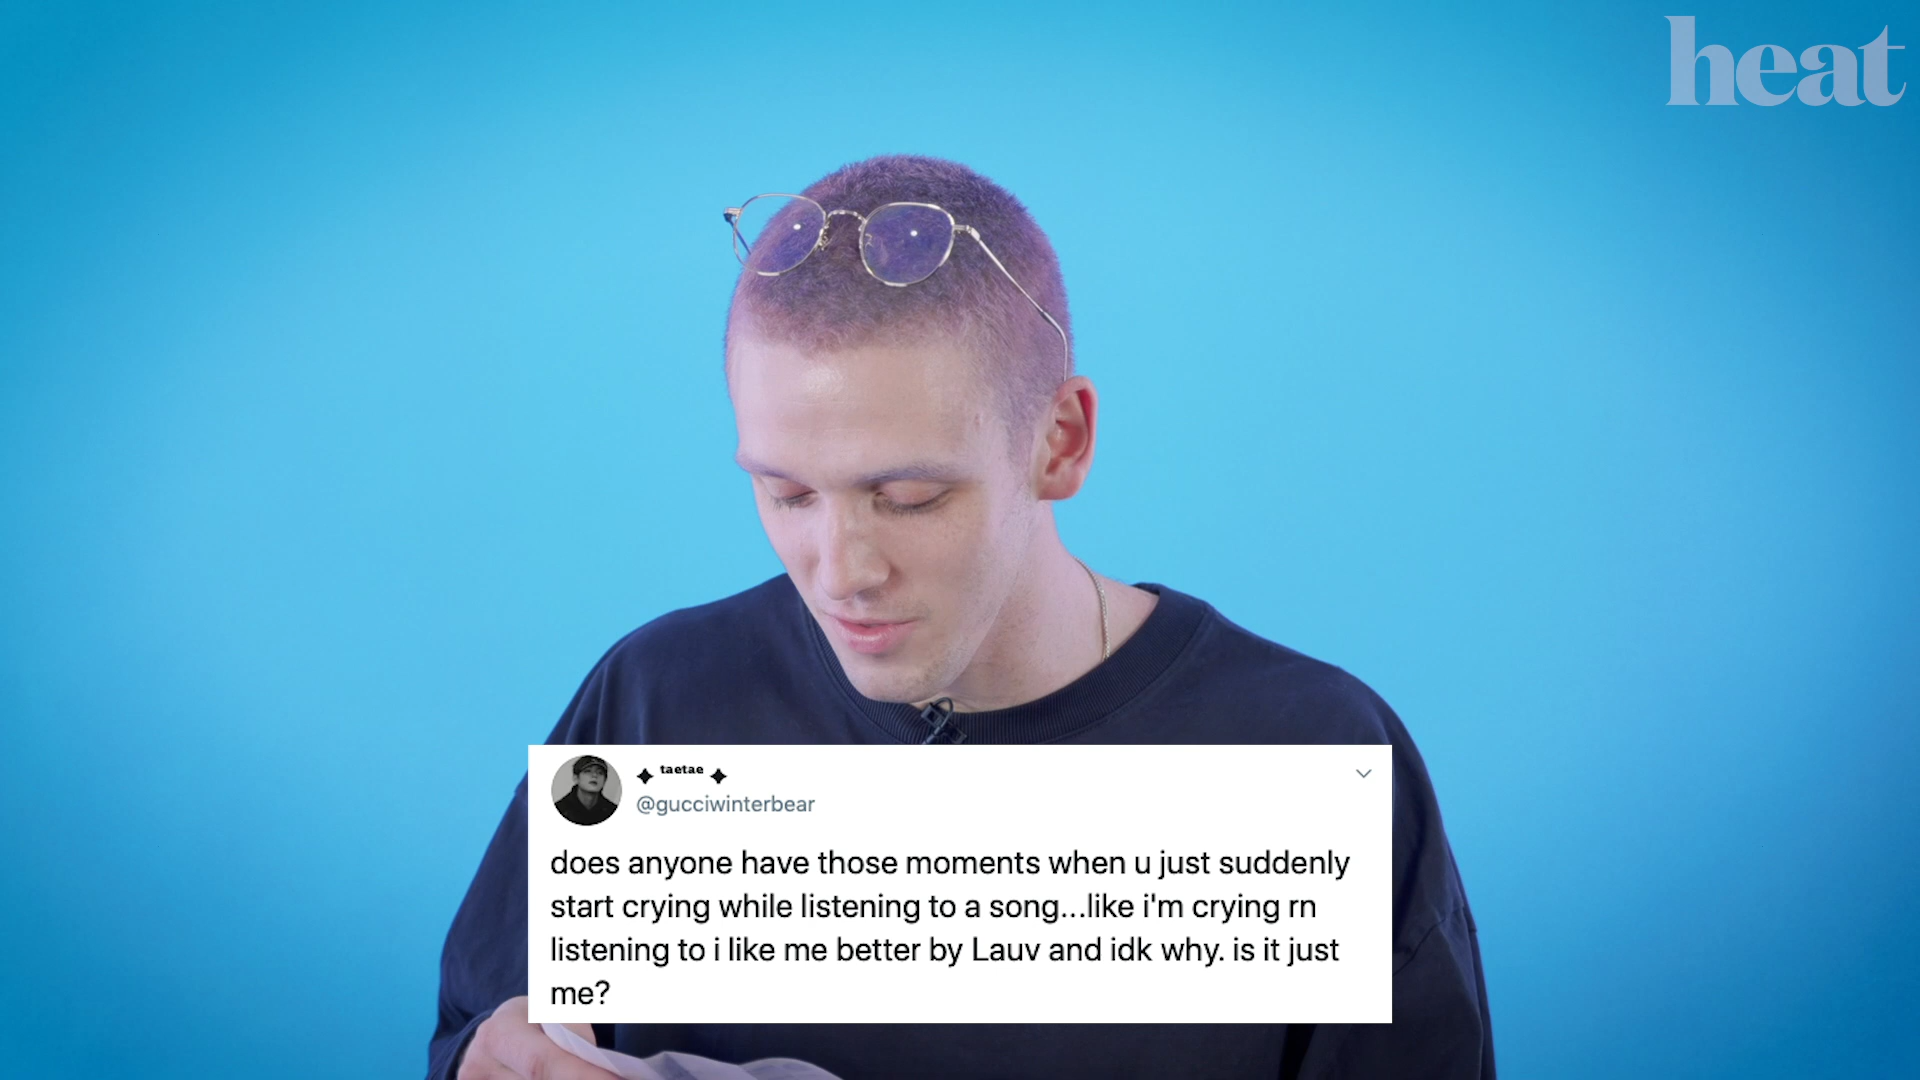 heat
✦ taetae ✦
@gucciwinterbear
does anyone have those moments when u just suddenly
start crying while listening to a song...like i'm crying rn
listening to i like me better by Lauv and idk why. is it just
me?